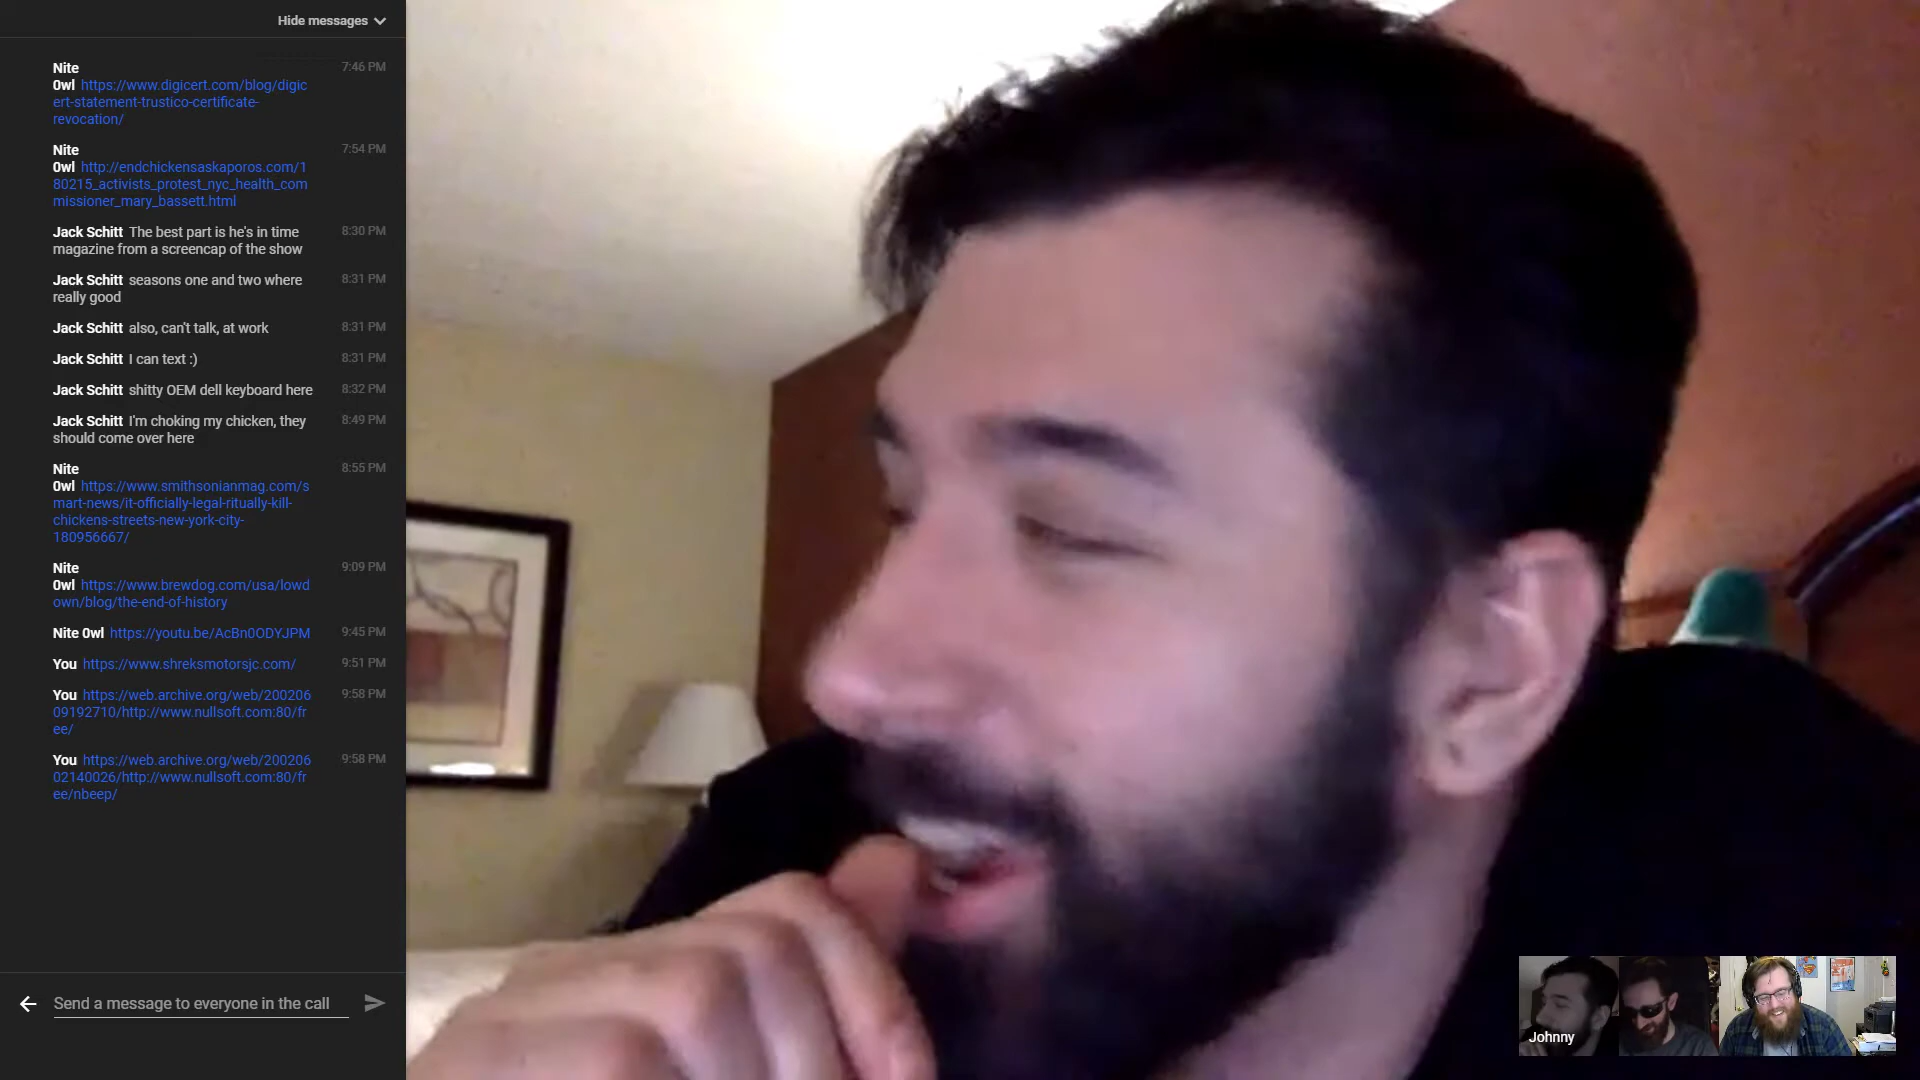 Hide messages
Nite 7:46 PM
0wl https://www.digicert.com/blog/digic
ert-statement-trustico-certificate-
revocation/
Nite 7:54 PM
0wl http://endchickensaskaporos.com/1
80215_activists_protest_nyc_health_com
missioner_mary_bassett.html
Jack Schitt The best part is he's in time 8:30 PM
magazine from a screencap of the show
Jack Schitt seasons one and two where 8:31 PM
really good
Jack Schitt also, can't talk, at work 8:31 PM
Jack Schitt I can text :) 8:31 PM
Jack Schitt shitty OEM dell keyboard here 8:32 PM
Jack Schitt I'm choking my chicken, they 8:49 PM
should come over here
Nite 8:55 PM
0wl https://www.smithsonianmag.com/s
mart-news/it-officially-legal-ritually-kill-
chickens-streets-new-york-city-
180956667/
Nite 9:09 PM
0wl https://www.brewdog.com/usa/lowd
own/blog/the-end-of-history
Nite 0wl https://youtu.be/AcBn0ODYJPM 9:45 PM
You https://www.shreksmotorsjc.com/ 9:51 PM
You https://web.archive.org/web/200206 9:58 PM
09192710/http://www.nullsoft.com:80/fr
ee/
You https://web.archive.org/web/200206 9:58 PM
02140026/http://www.nullsoft.com:80/fr
ee/nbeep/
Send a message to everyone in the call
Johnny